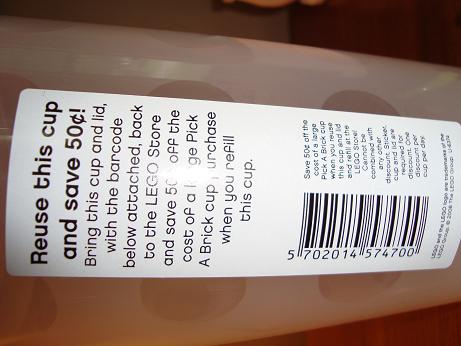 Reuse this cup
and save 50¢!
Bring this cup and lid,
with the barcode
below attached, back
to the LEGO Store
and save 50¢ off the
cost of a large Pick
A Brick cup purchase
when you refill
this cup.
Save 50¢ off the
cost of a large
Pick A Brick cup
when you reuse
this cup and lid
and refill at the
LEGO Store!
Cannot be
combined with
any other
discount. Sticker,
cup and lid are
required for
discount. One
discount per
cup per day.
5 702014 574700
LEGO and the LEGO logo are trademarks of the
LEGO Group. © 2008 The LEGO Group.